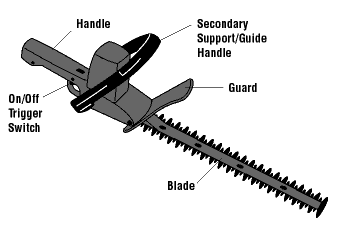 Handle
Secondary
Support/Guide
Handle
On/Off
Trigger
Switch
Guard
Blade